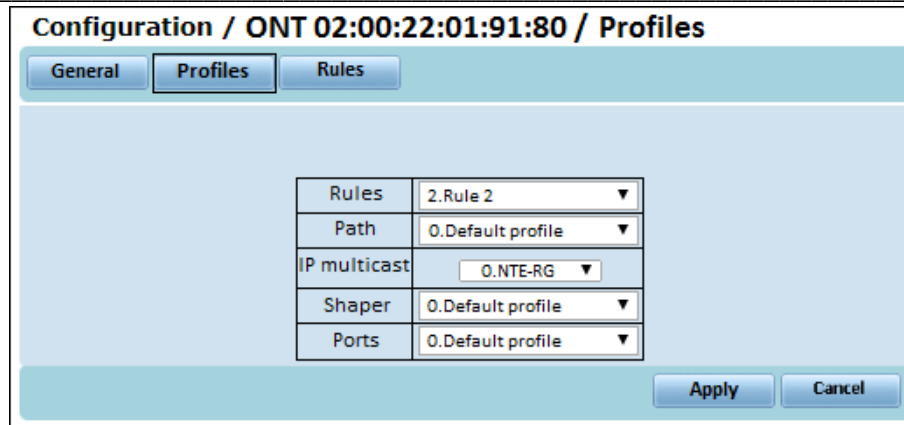 Configuration / ONT 02:00:22:01:91:80 / Profiles
General Profiles Rules
Rules 2.Rule 2
Path 0.Default profile
IP multicast 0.NTE-RG
Shaper 0.Default profile
Ports 0.Default profile
Apply Cancel